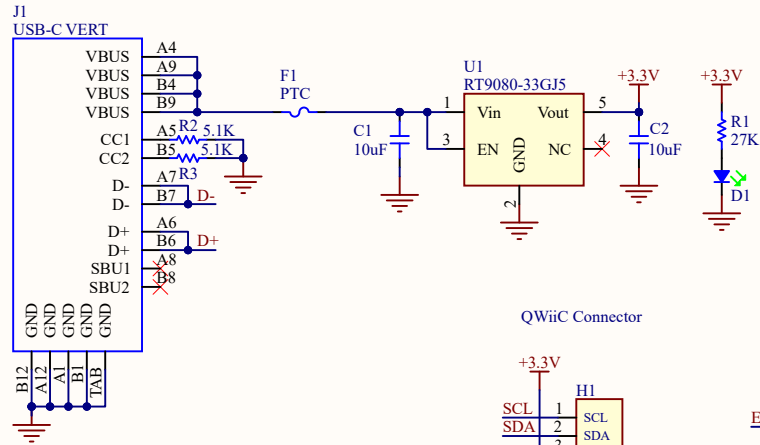 J1
USB-C VERT
VBUS A4
VBUS A9
VBUS B4
VBUS B9
CC1 A5 R2 5.1K
CC2 B5 5.1K
R3
D- A7
D- B7 D-
D+ A6
D+ B6 D+
SBU1 A8
SBU2 B8
GND GND GND GND GND
B12 A12 A1 B1 TAB
F1
PTC
C1
10uF
U1
RT9080-33GJ5
1 Vin Vout 5
3 EN NC 4
GND
2
+3.3V
C2
10uF
+3.3V
R1
27K
D1
QWiiC Connector
+3.3V
H1
SCL 1 SCL
SDA 2 SDA
3
E